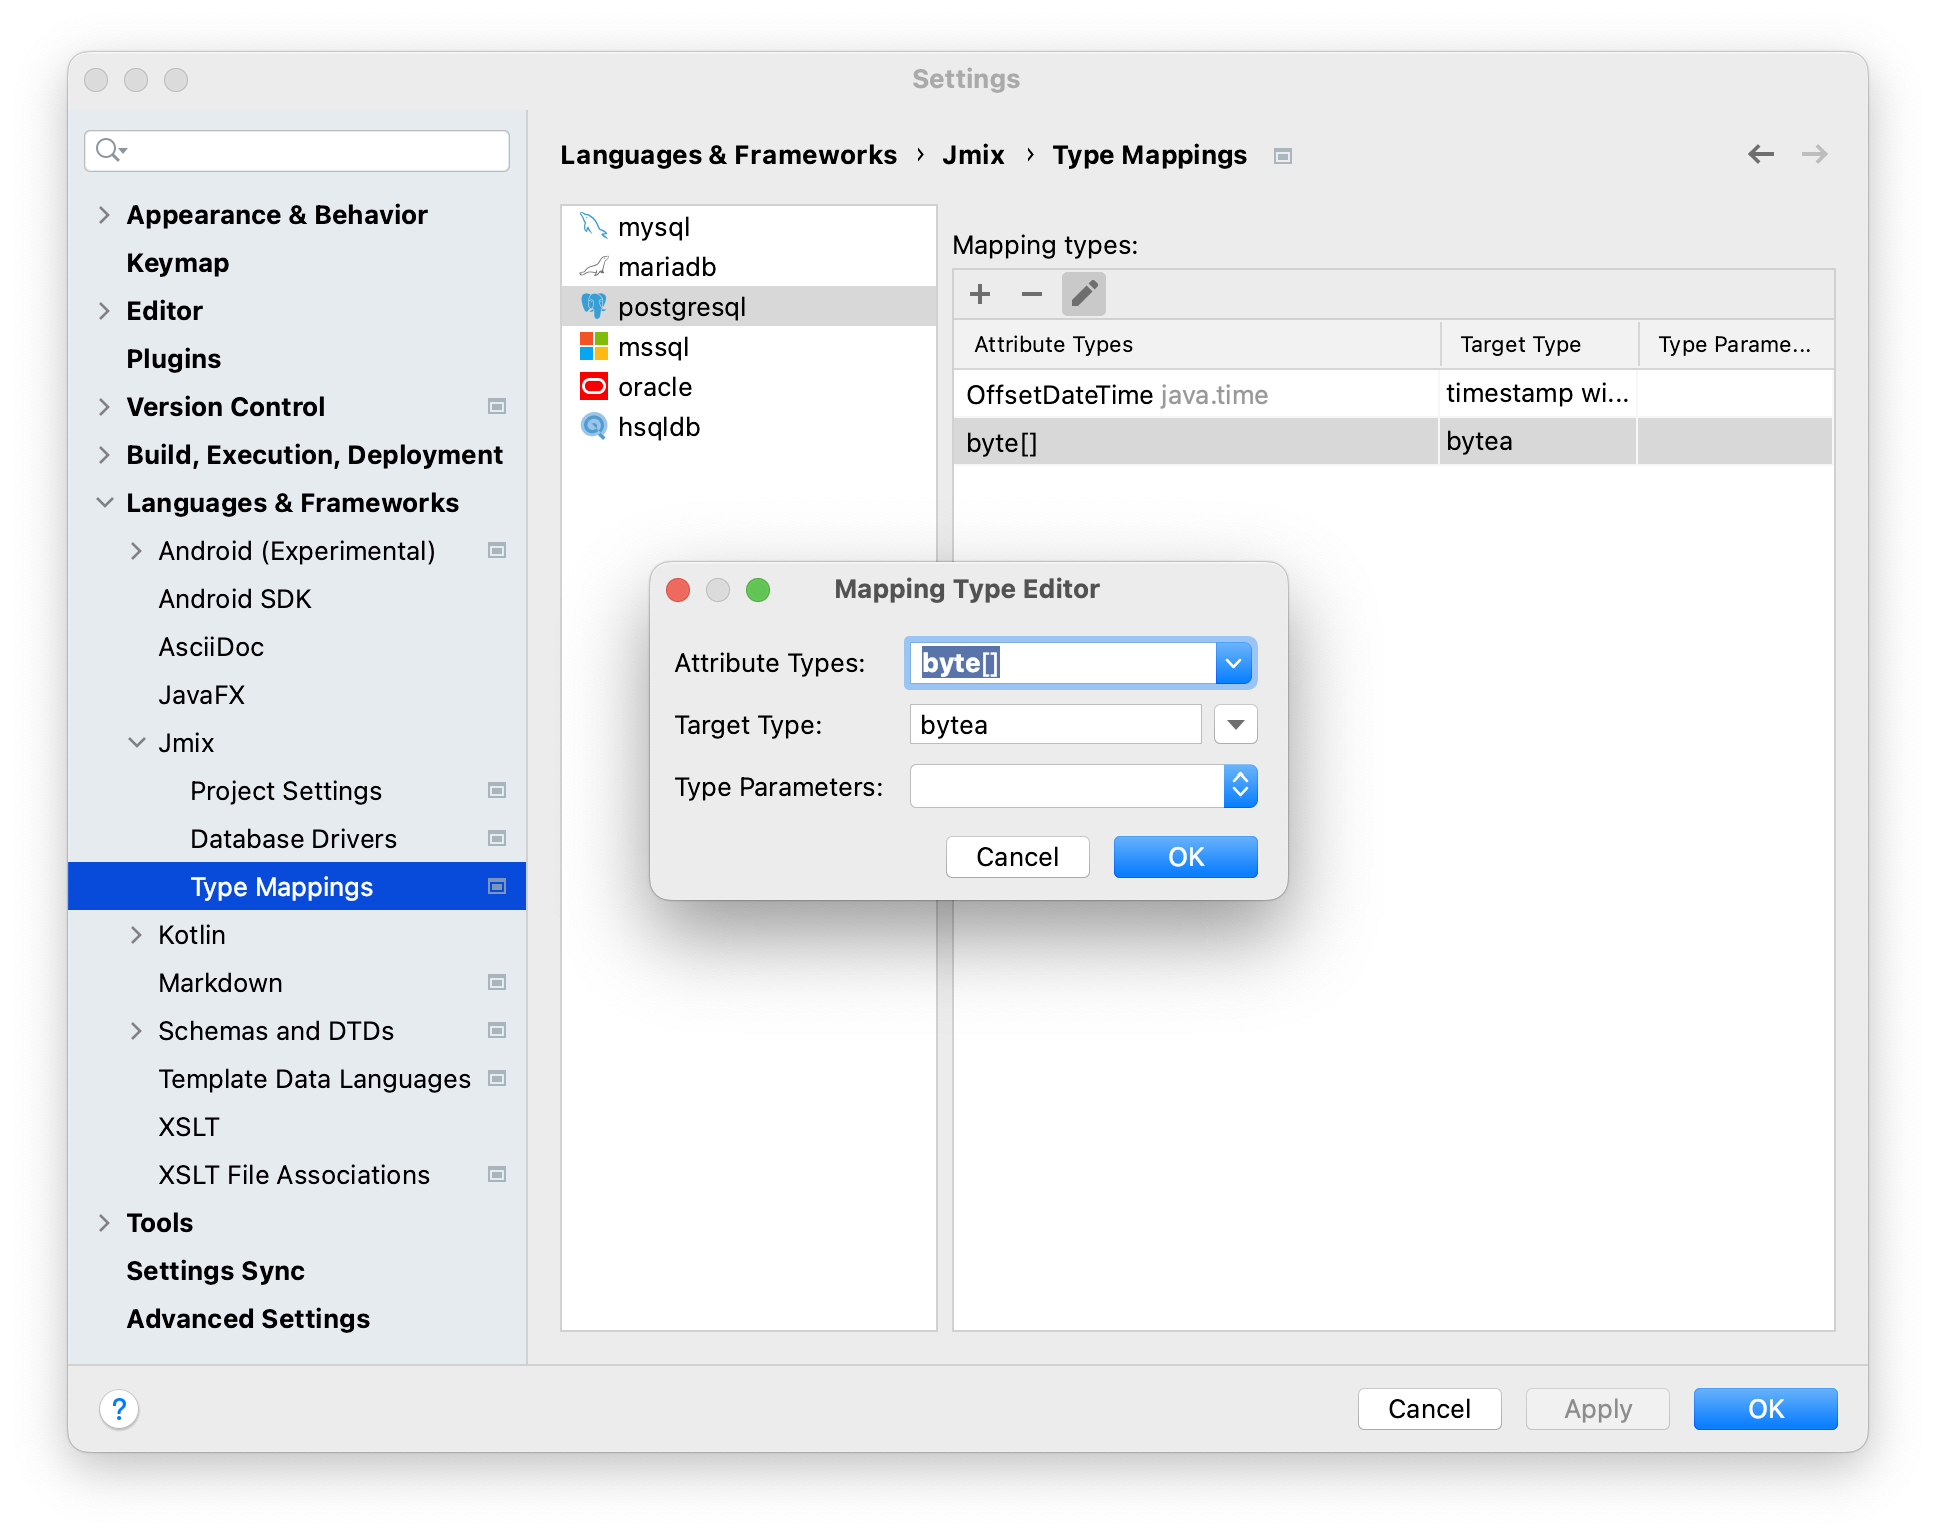 Settings
Languages & Frameworks › Jmix › Type Mappings
Appearance & Behavior
Keymap
Editor
Plugins
Version Control
Build, Execution, Deployment
Languages & Frameworks
Android (Experimental)
Android SDK
AsciiDoc
JavaFX
Jmix
Project Settings
Database Drivers
Type Mappings
Kotlin
Markdown
Schemas and DTDs
Template Data Languages
XSLT
XSLT File Associations
Tools
Settings Sync
Advanced Settings
mysql
mariadb
postgresql
mssql
oracle
hsqldb
Mapping types:
Attribute Types Target Type Type Parame...
OffsetDateTime java.time timestamp wi...
byte[] bytea
Mapping Type Editor
Attribute Types: byte[]
Target Type: bytea
Type Parameters:
Cancel OK
? Cancel Apply OK